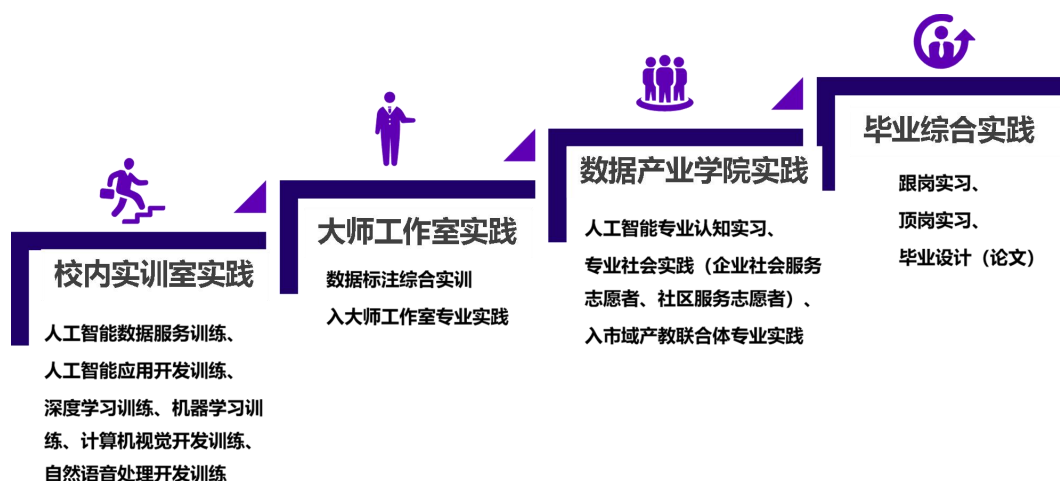 校内实训室实践
人工智能数据服务训练、
人工智能应用开发训练、
深度学习训练、机器学习训
练、计算机视觉开发训练、
自然语音处理开发训练
大师工作室实践
数据标注综合实训
入大师工作室专业实践
数据产业学院实践
人工智能专业认知实习、
专业社会实践（企业社会服务
志愿者、社区服务志愿者）、
入市域产教联合体专业实践
毕业综合实践
跟岗实习、
顶岗实习、
毕业设计（论文）